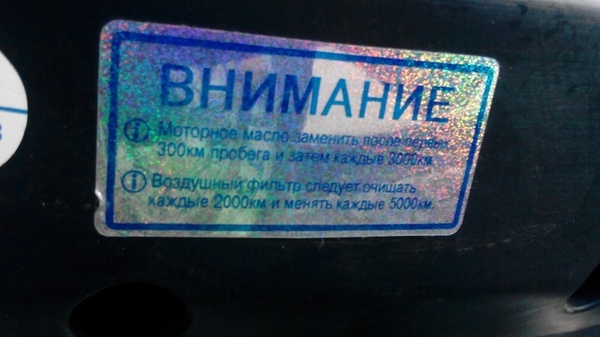 ВНИМАНИЕ
Моторное масло заменить после первых
300км пробега и затем каждые 3000км.
Воздушный фильтр следует очищать
каждые 2000км и менять каждые 5000км.